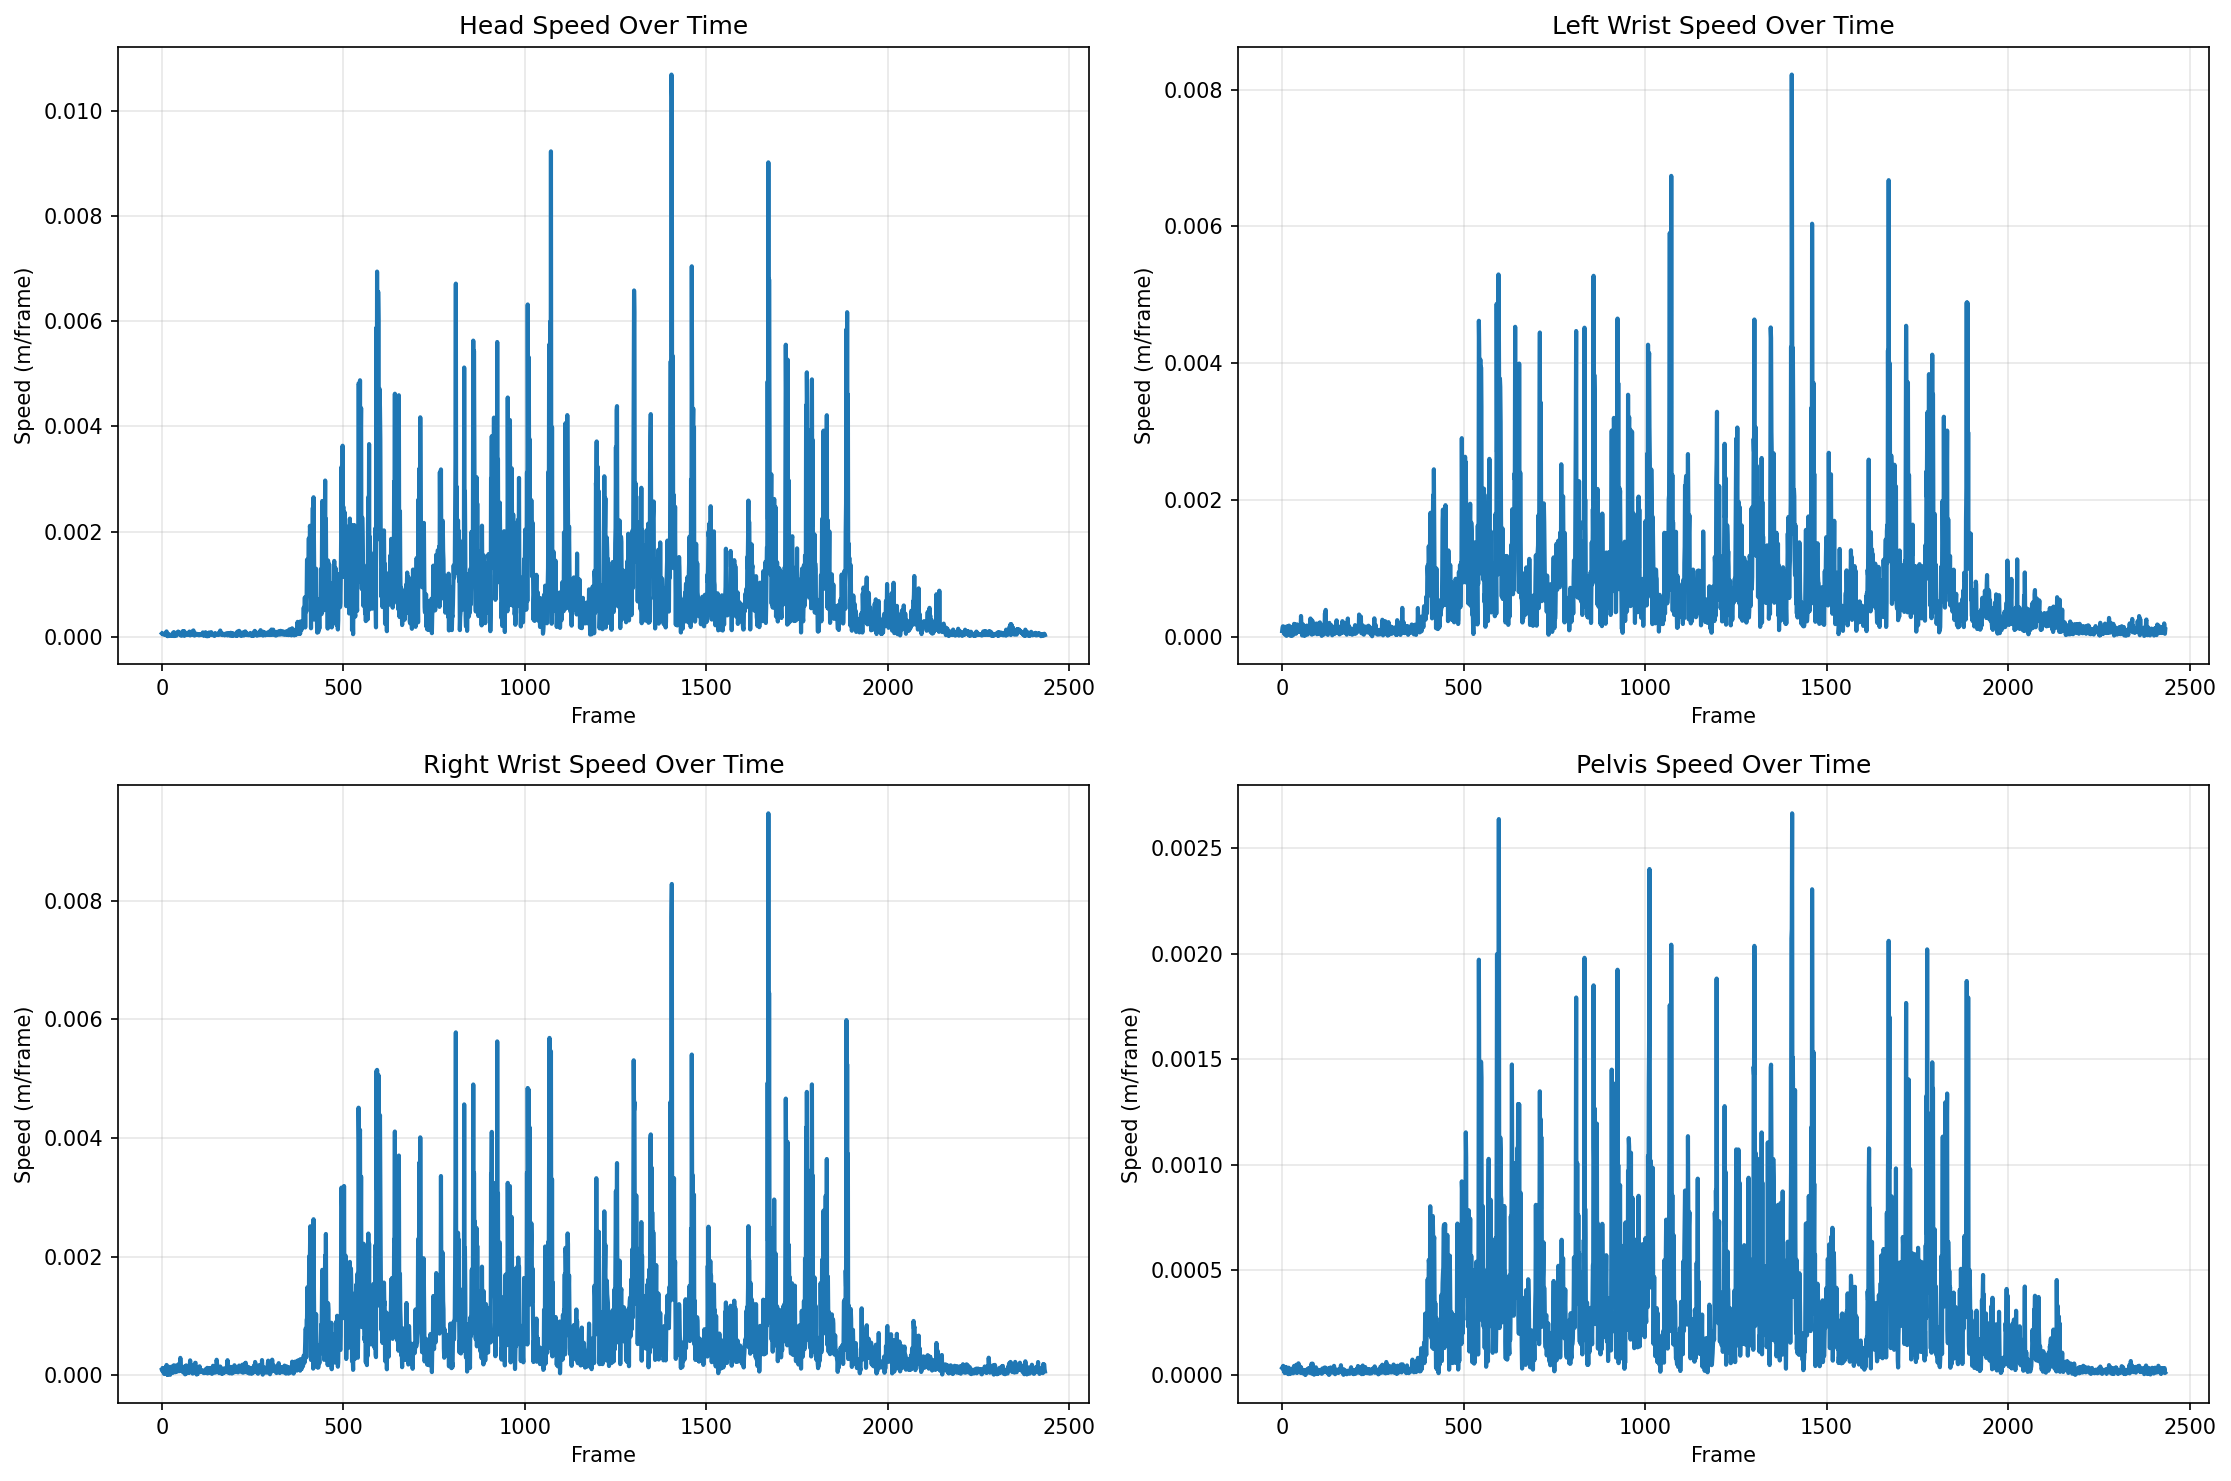 Head Speed Over Time
Speed (m/frame)
0.010
0.008
0.006
0.004
0.002
0.000
0 500 1000 1500 2000 2500
Frame
Left Wrist Speed Over Time
Speed (m/frame)
0.008
0.006
0.004
0.002
0.000
0 500 1000 1500 2000 2500
Frame
Right Wrist Speed Over Time
Speed (m/frame)
0.008
0.006
0.004
0.002
0.000
0 500 1000 1500 2000 2500
Frame
Pelvis Speed Over Time
Speed (m/frame)
0.0025
0.0020
0.0015
0.0010
0.0005
0.0000
0 500 1000 1500 2000 2500
Frame